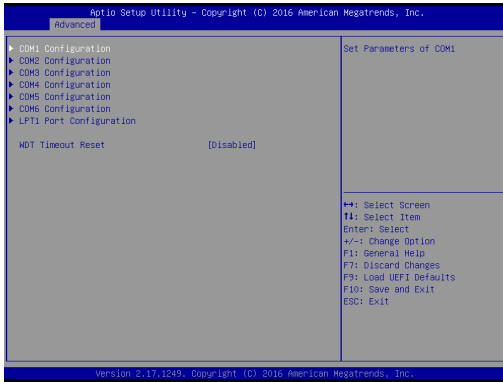 Aptio Setup Utility – Copyright (C) 2016 American Megatrends, Inc.
Advanced
COM1 Configuration
COM2 Configuration
COM3 Configuration
COM4 Configuration
COM5 Configuration
COM6 Configuration
LPT1 Port Configuration
WDT Timeout Reset [Disabled]
Set Parameters of COM1
↔: Select Screen
↑↓: Select Item
Enter: Select
+/-: Change Option
F1: General Help
F7: Discard Changes
F9: Load UEFI Defaults
F10: Save and Exit
ESC: Exit
Version 2.17.1249. Copyright (C) 2016 American Megatrends, Inc.